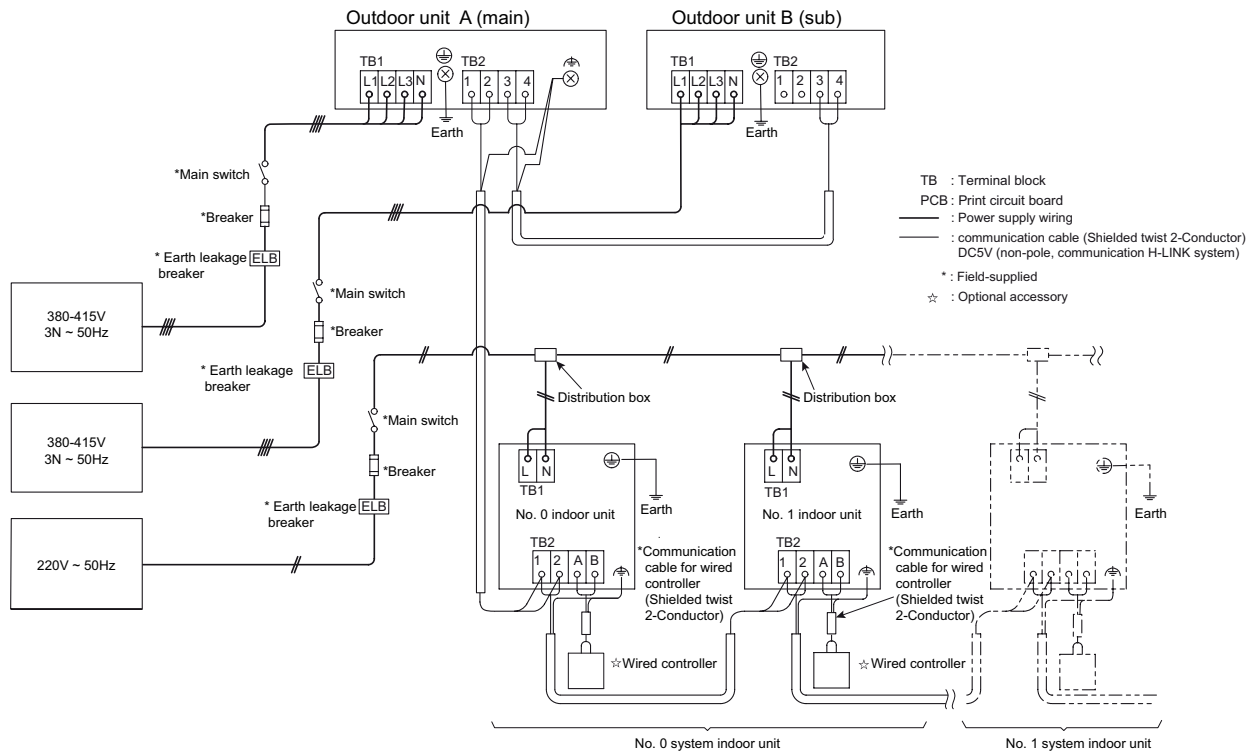 Outdoor unit A (main)
Outdoor unit B (sub)
TB1
TB2
L1 L2 L3 N
1 2 3 4
Earth
TB1
TB2
L1 L2 L3 N
1 2 3 4
Earth
*Main switch
*Breaker
* Earth leakage
breaker
ELB
TB : Terminal block
PCB : Print circuit board
: Power supply wiring
: communication cable (Shielded twist 2-Conductor)
DC5V (non-pole, communication H-LINK system)
* : Field-supplied
☆ : Optional accessory
380-415V
3N ~ 50Hz
*Main switch
*Breaker
* Earth leakage
breaker
ELB
380-415V
3N ~ 50Hz
*Main switch
*Breaker
* Earth leakage
breaker
ELB
220V ~ 50Hz
Distribution box
Distribution box
L N
TB1
No. 0 indoor unit
Earth
TB2
1 2 A B
*Communication
cable for wired
controller
(Shielded twist
2-Conductor)
☆Wired controller
L N
TB1
No. 1 indoor unit
Earth
TB2
1 2 A B
*Communication
cable for wired
controller
(Shielded twist
2-Conductor)
☆Wired controller
Earth
No. 0 system indoor unit
No. 1 system indoor unit